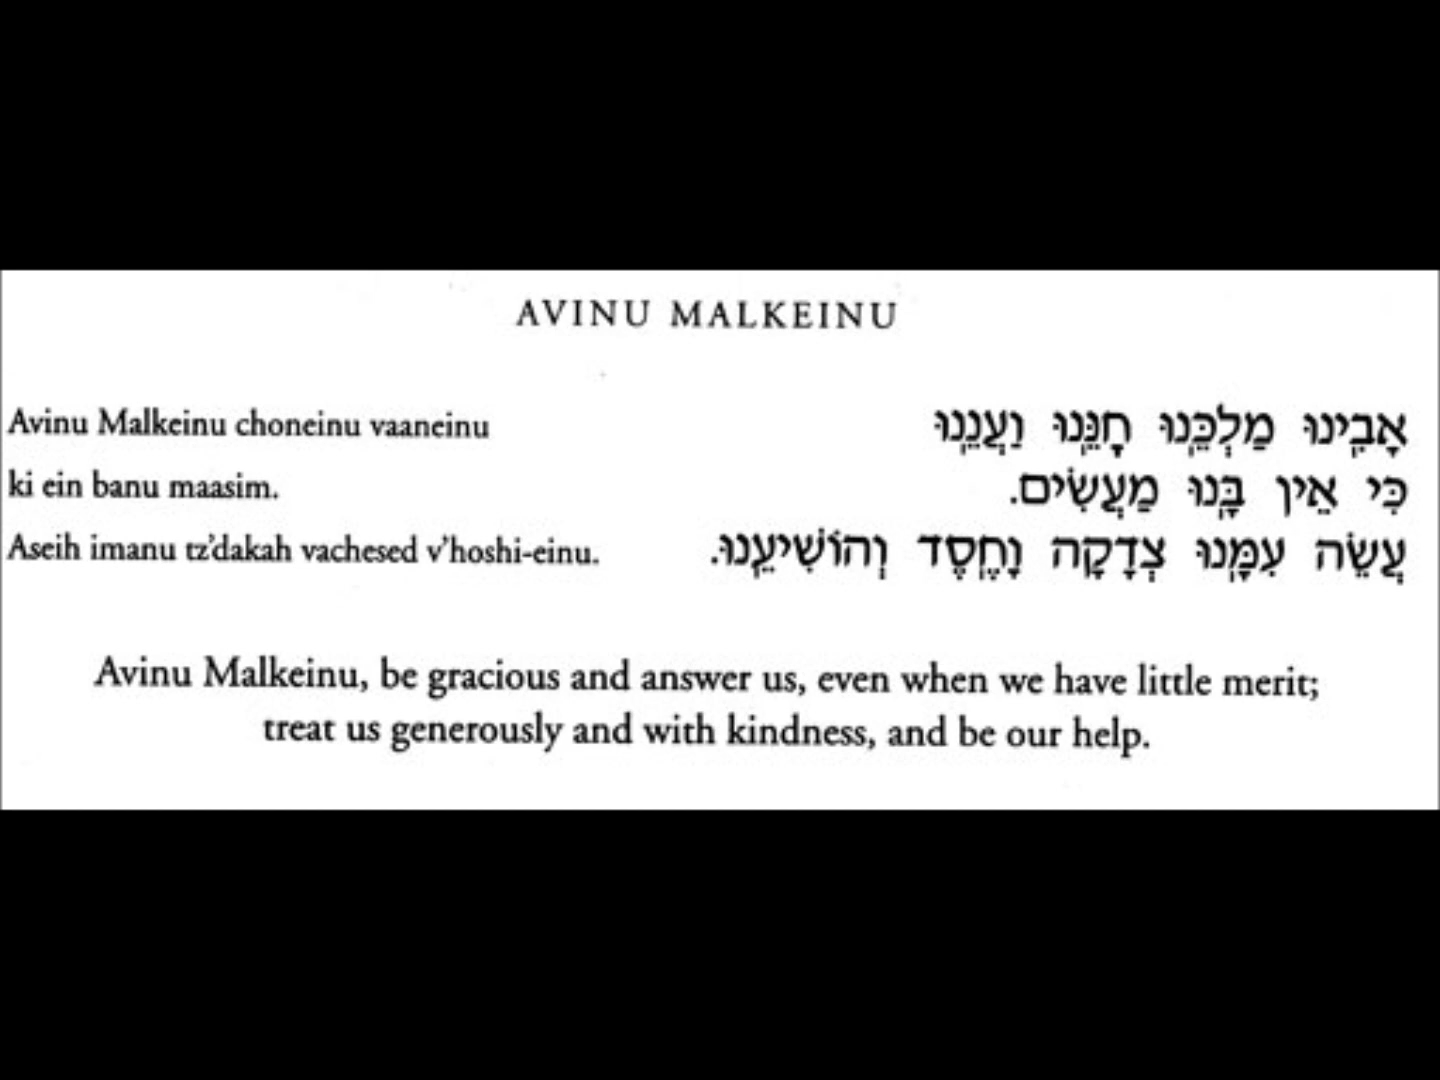 AVINU MALKEINU
Avinu Malkeinu choneinu vaaneinu
ki ein banu maasim.
Aseih imanu tz'dakah vachesed v'hoshi-einu.
אָבִֽינוּ מַלְכֵּֽנוּ חָנֵּֽנוּ וַעֲנֵֽנוּ
כִּי אֵין בָּֽנוּ מַעֲשִׂים.
עֲשֵׂה עִמָּֽנוּ צְדָקָה וָחֶֽסֶד וְהוֹשִׁיעֵֽנוּ.
Avinu Malkeinu, be gracious and answer us, even when we have little merit;
treat us generously and with kindness, and be our help.